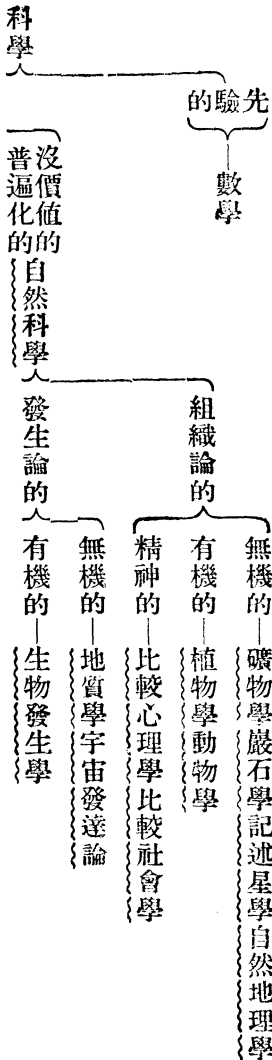 先驗的
數學
科學
組織論的
無機的
礦物學巖石學記述星學自然地理學
有機的
植物學動物學
精神的
比較心理學比較社會學
沒價値的
普遍化的
自然科學
發生論的
無機的
地質學宇宙發達論
有機的
生物發生學